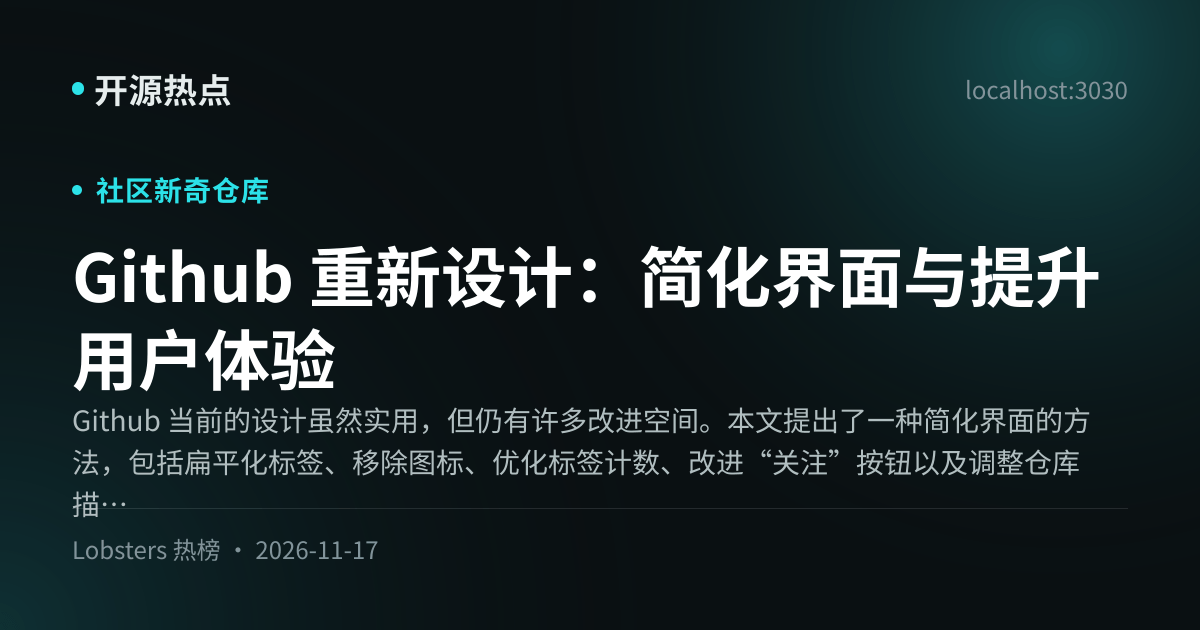 开源热点
localhost:3030
社区新奇仓库
Github 重新设计：简化界面与提升
用户体验
Github 当前的设计虽然实用，但仍有许多改进空间。本文提出了一种简化界面的方
法，包括扁平化标签、移除图标、优化标签计数、改进“关注”按钮以及调整仓库
描…
Lobsters 热榜 · 2026-11-17